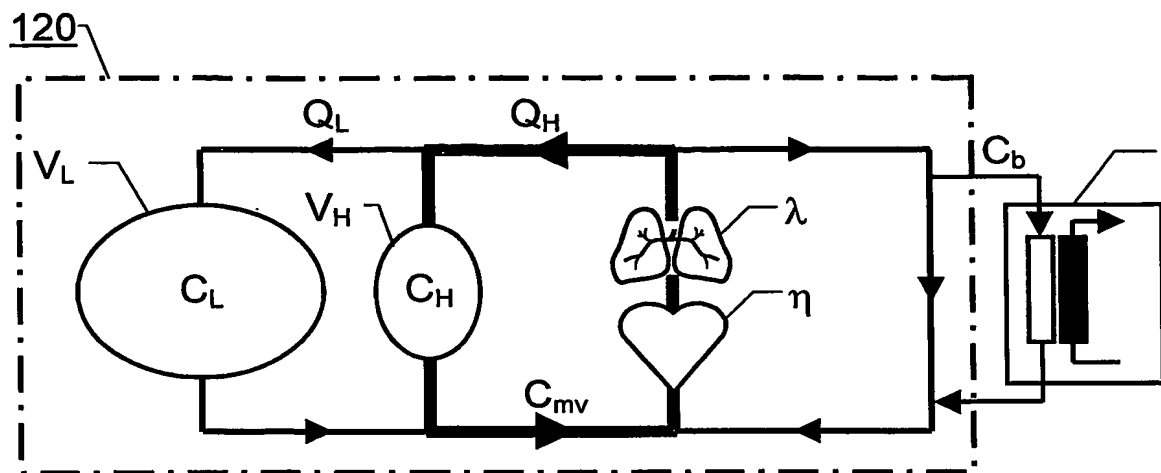 120
Q_L
Q_H
C_b
V_L
V_H
λ
C_L
C_H
η
C_mv